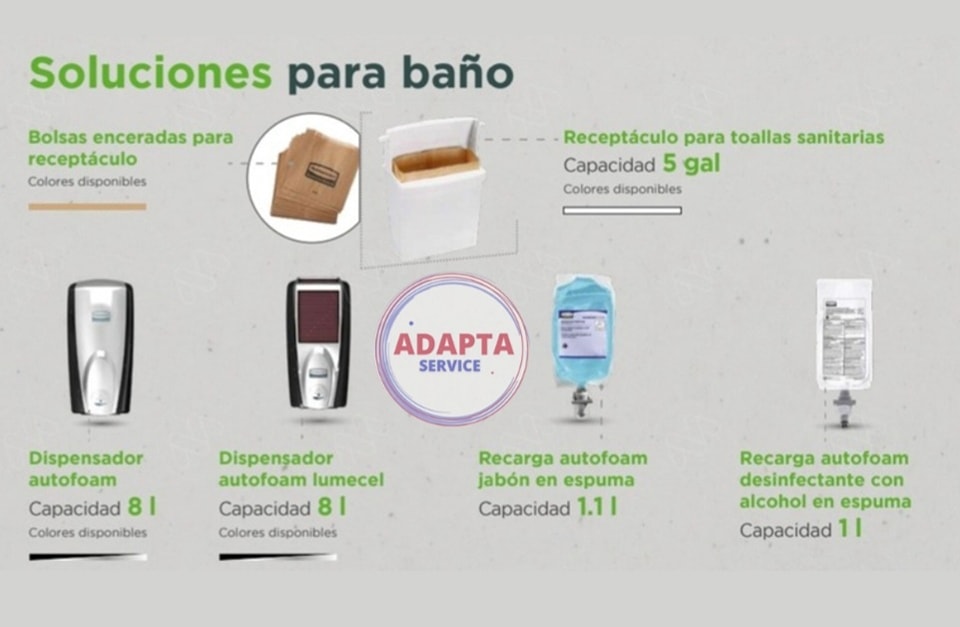 Soluciones para baño
Bolsas enceradas para
receptáculo
Colores disponibles
Receptáculo para toallas sanitarias
Capacidad 5 gal
Colores disponibles
ADAPTA
SERVICE
Dispensador
autofoam
Capacidad 8 l
Colores disponibles
Dispensador
autofoam lumecel
Capacidad 8 l
Colores disponibles
Recarga autofoam
jabón en espuma
Capacidad 1.1 l
Recarga autofoam
desinfectante con
alcohol en espuma
Capacidad 1 l